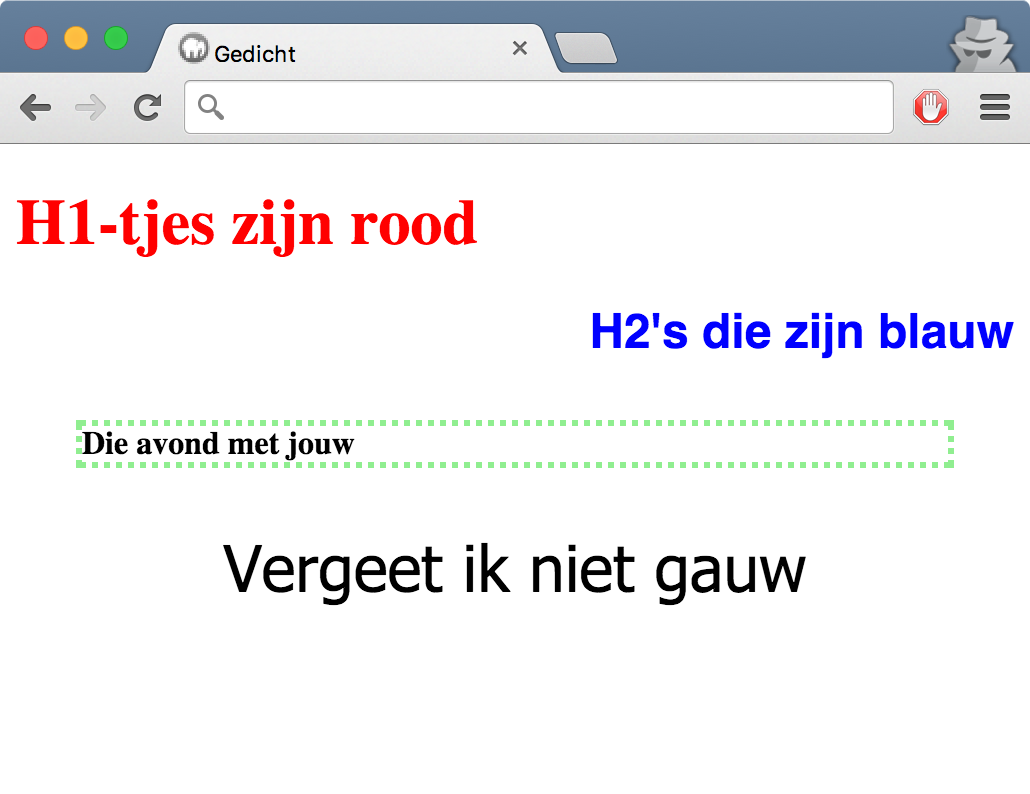 Gedicht
H1-tjes zijn rood
H2's die zijn blauw
Die avond met jouw
Vergeet ik niet gauw